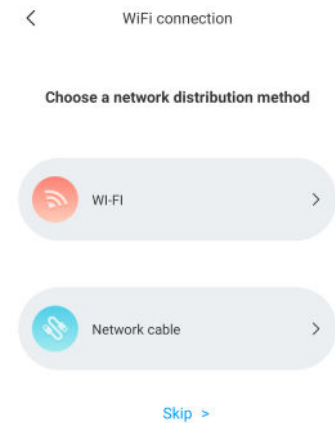 WiFi connection
Choose a network distribution method
WI-FI
Network cable
Skip >